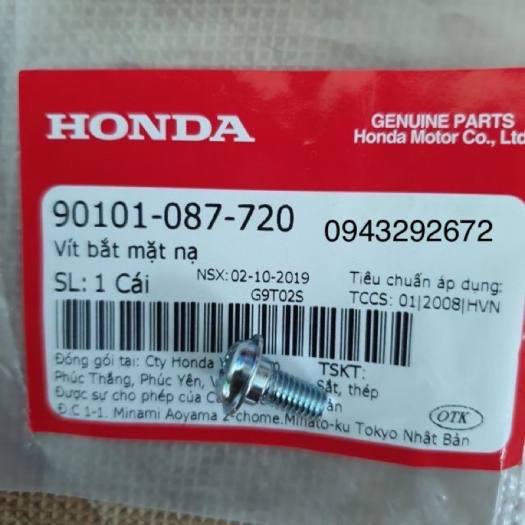 HONDA
GENUINE PARTS
Honda Motor Co., Ltd
90101-087-720
0943292672
Vít bắt mặt nạ
SL: 1 Cái
NSX: 02-10-2019
G9T02S
Tiêu chuẩn áp dụng:
TCCS: 01|2008|HVN
Đóng gói tại: Cty Honda
TSKT:
Phúc Thắng, Phúc Yên, Sắt, thép
Được sự cho phép của
Đ.C 1-1. Minami Aoyama 2-chome.Minato-ku Tokyo Nhật Bản
OTK